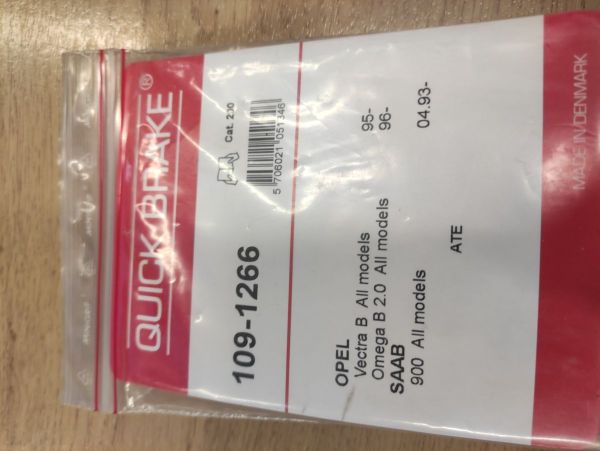 QUICK BRAKE®
109-1266
Cat. 200
5 706021 051346
OPEL
Vectra B All models 95-
Omega B 2.0 All models 96-
SAAB
900 All models 04.93-
ATE
MADE IN DENMARK